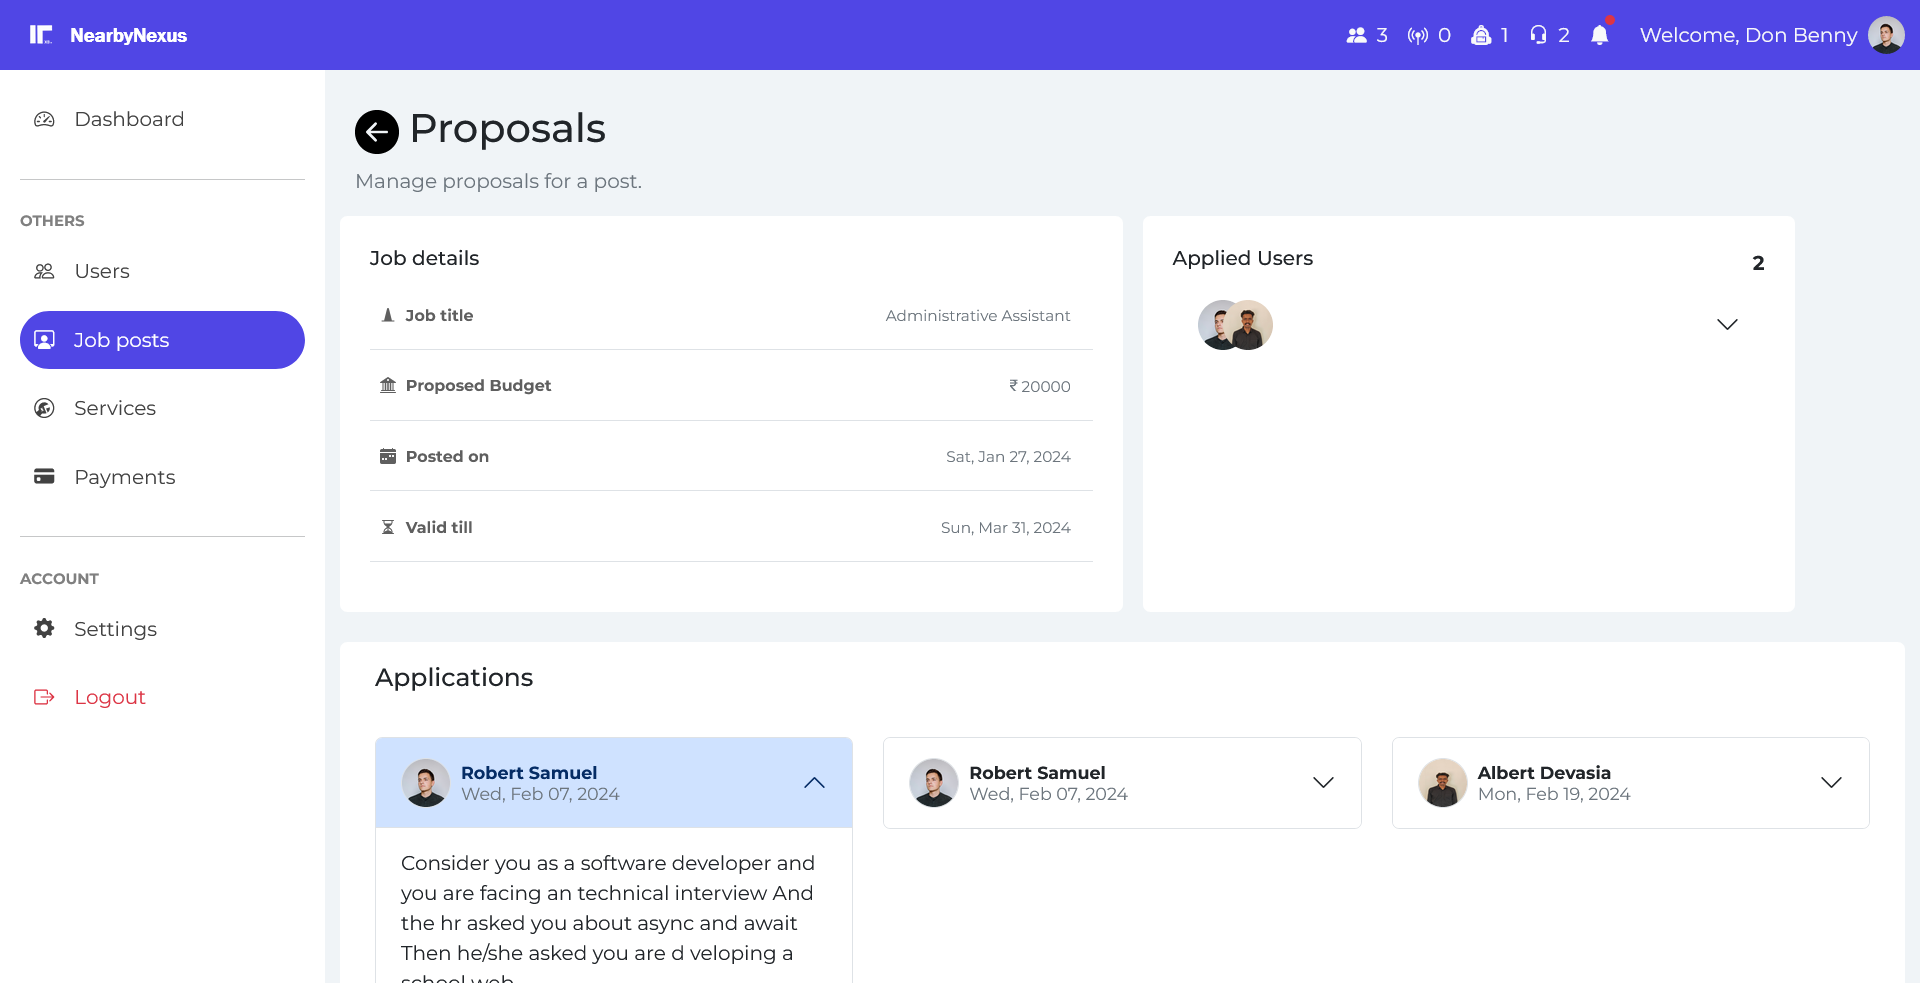 NearbyNexus
3
0
1
2
Welcome, Don Benny
Dashboard
OTHERS
Users
Job posts
Services
Payments
ACCOUNT
Settings
Logout
Proposals
Manage proposals for a post.
Job details
Job title
Administrative Assistant
Proposed Budget
₹ 20000
Posted on
Sat, Jan 27, 2024
Valid till
Sun, Mar 31, 2024
Applied Users
2
Applications
Robert Samuel
Wed, Feb 07, 2024
Consider you as a software developer and
you are facing an technical interview And
the hr asked you about async and await
Then he/she asked you are d veloping a
school web
Robert Samuel
Wed, Feb 07, 2024
Albert Devasia
Mon, Feb 19, 2024